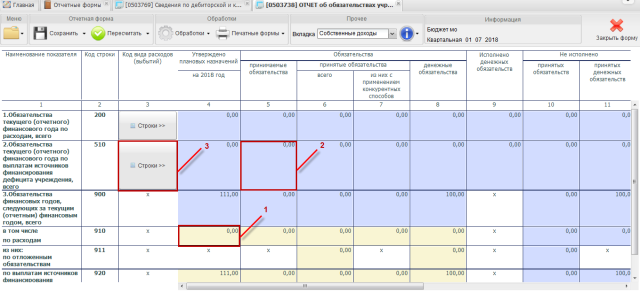 Главная
Отчетные формы
[0503769] Сведения по дебиторской и к...
[0503738] ОТЧЕТ об обязательствах учр...
Меню
Отчетная форма
Обработки
Прочее
Информация
Сохранить
Пересчитать
Обработки
Печатные формы
Вкладка
Собственные доходы
Бюджет мо
Квартальная 01 07 2018
Закрыть форму
Наименование показателя
Код строки
Код вида расходов (выбытий)
Утверждено плановых назначений
на 2018 год
Обязательства
принимаемые обязательства
принятые обязательства
всего
из них с применением конкурентных способов
денежные обязательства
Исполнено денежных обязательств
Не исполнено
принятых обязательств
принятых денежных обязательств
1 2 3 4 5 6 7 8 9 10 11
1.Обязательства текущего (отчетного) финансового года по расходам, всего
200
Строки >>
0,00 0,00 0,00 0,00 0,00 0,00 0,00 0,0
2.Обязательства текущего (отчетного) финансового года по выплатам источников финансирования дефицита учреждения, всего
510
Строки >>
0,00 0,00 0,00 0,00 0,00 0,00 0,00 0,0
3
2
3.Обязательства финансовых годов, следующих за текущим (отчетным) финансовым годом, всего
900 x 111,00 0,00 0,00 0,00 100,00 x 0,00 100,0
1
в том числе
по расходам
910 x 0,00 0,00 0,00 0,00 0,00 x 0,00 0,0
из них:
по отложенным обязательствам
911 x x x 0,00 x 0,00 x 0,00 x
по выплатам источников финансирования
920 x 111,00 0,00 0,00 0,00 100,00 x 0,00 100,0